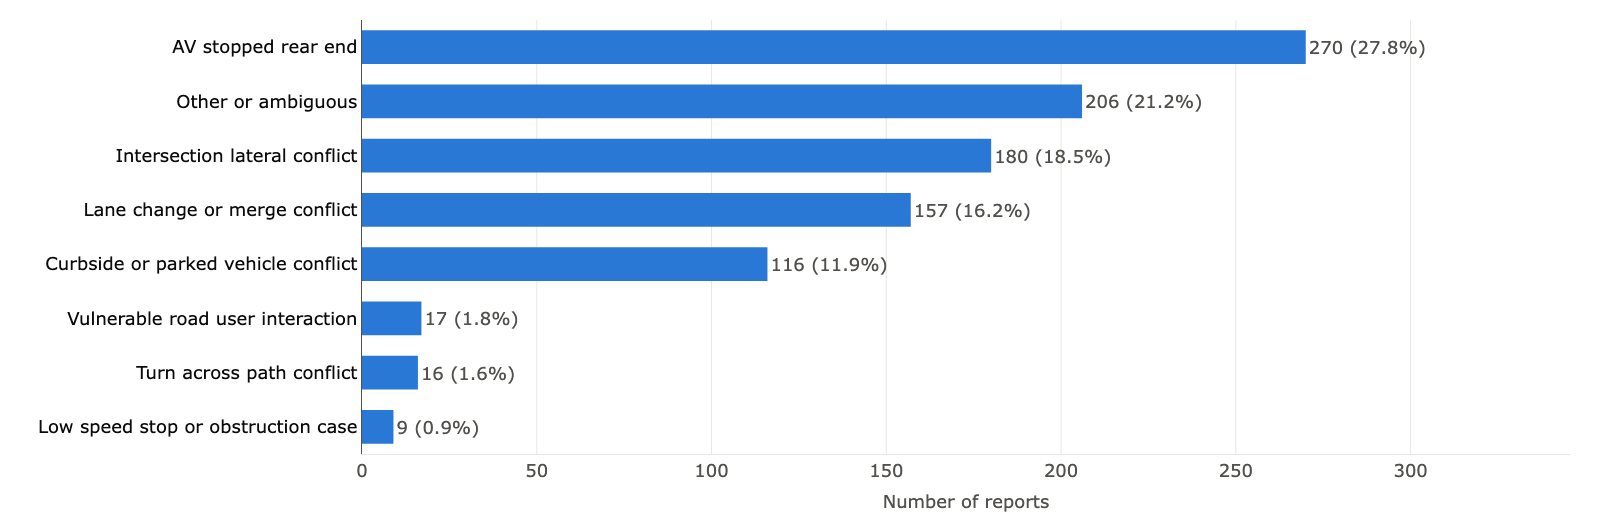 AV stopped rear end 270 (27.8%)
Other or ambiguous 206 (21.2%)
Intersection lateral conflict 180 (18.5%)
Lane change or merge conflict 157 (16.2%)
Curbside or parked vehicle conflict 116 (11.9%)
Vulnerable road user interaction 17 (1.8%)
Turn across path conflict 16 (1.6%)
Low speed stop or obstruction case 9 (0.9%)
0 50 100 150 200 250 300
Number of reports